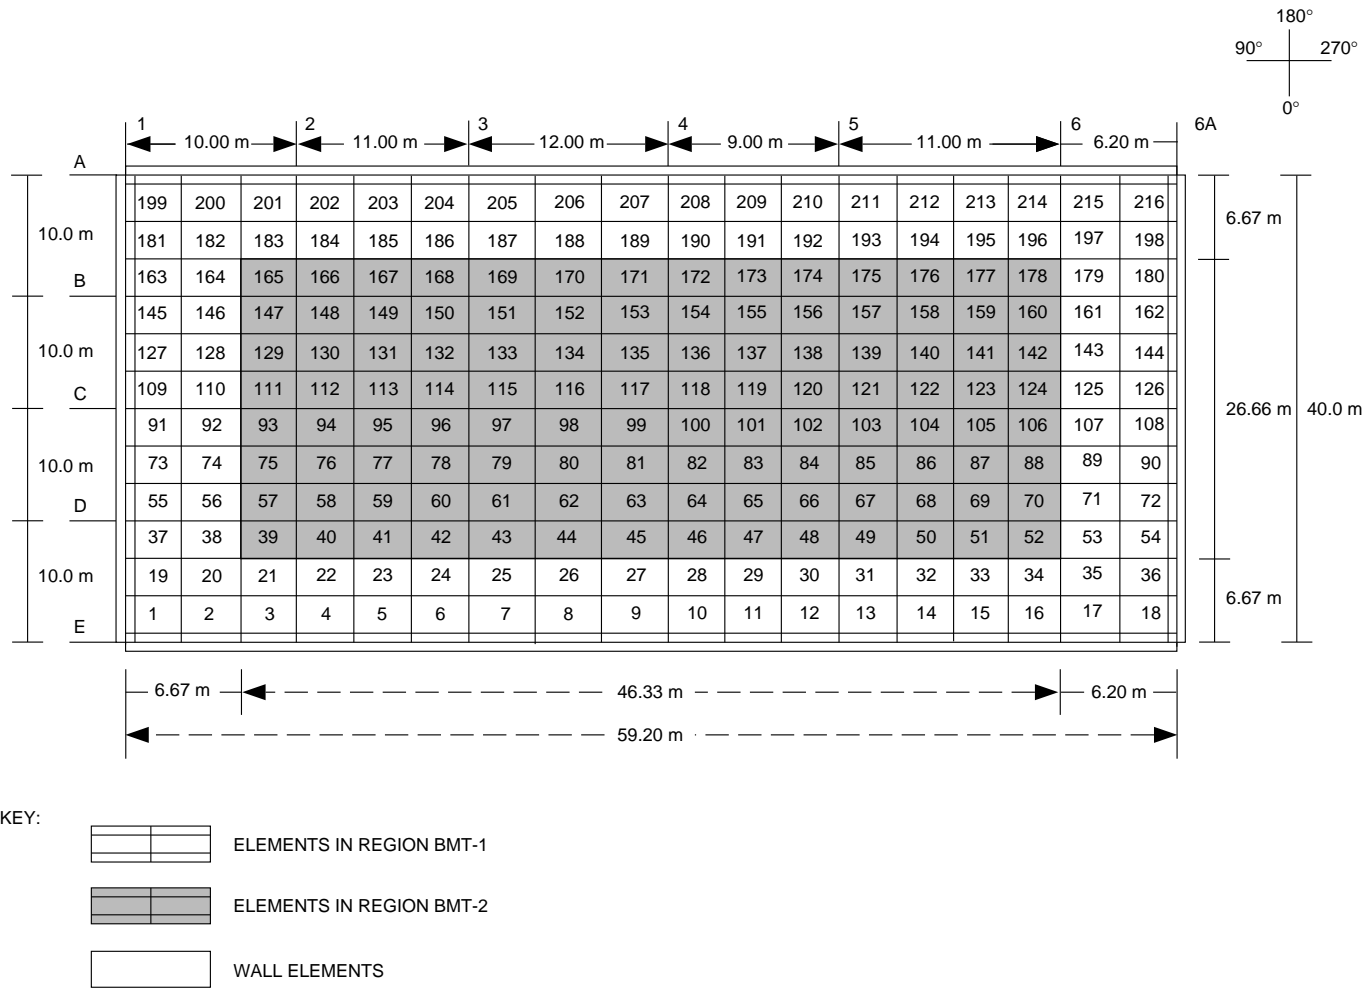 180°
90° 270°
0°
1 2 3 4 5 6 6A
10.00 m 11.00 m 12.00 m 9.00 m 11.00 m 6.20 m
A
199 200 201 202 203 204 205 206 207 208 209 210 211 212 213 214 215 216
6.67 m
10.0 m
181 182 183 184 185 186 187 188 189 190 191 192 193 194 195 196 197 198
B 163 164 165 166 167 168 169 170 171 172 173 174 175 176 177 178 179 180
145 146 147 148 149 150 151 152 153 154 155 156 157 158 159 160 161 162
10.0 m 127 128 129 130 131 132 133 134 135 136 137 138 139 140 141 142 143 144
C 109 110 111 112 113 114 115 116 117 118 119 120 121 122 123 124 125 126
26.66 m 40.0 m
91 92 93 94 95 96 97 98 99 100 101 102 103 104 105 106 107 108
10.0 m 73 74 75 76 77 78 79 80 81 82 83 84 85 86 87 88 89 90
D 55 56 57 58 59 60 61 62 63 64 65 66 67 68 69 70 71 72
37 38 39 40 41 42 43 44 45 46 47 48 49 50 51 52 53 54
10.0 m 19 20 21 22 23 24 25 26 27 28 29 30 31 32 33 34 35 36
6.67 m
E 1 2 3 4 5 6 7 8 9 10 11 12 13 14 15 16 17 18
6.67 m 46.33 m 6.20 m
59.20 m
KEY:
ELEMENTS IN REGION BMT-1
ELEMENTS IN REGION BMT-2
WALL ELEMENTS